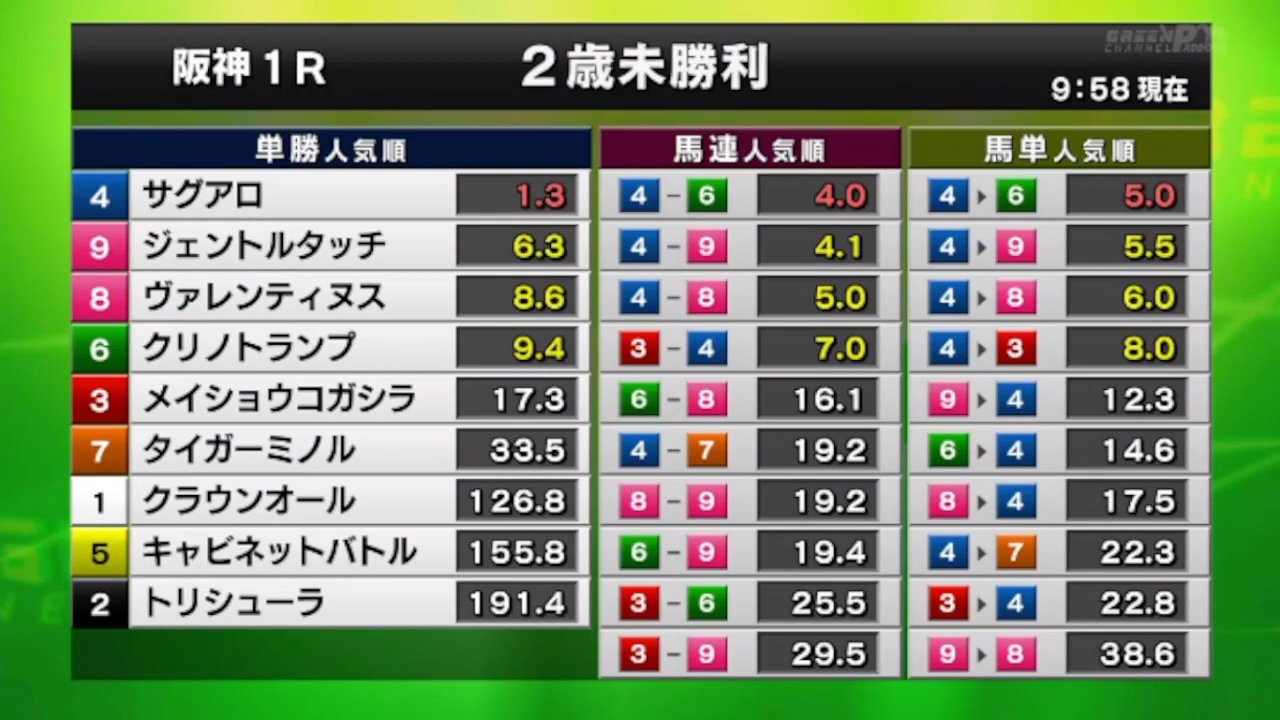 GREEN CHANNEL
阪神1R 2歳未勝利 9:58現在
単勝人気順 馬連人気順 馬単人気順
4 サグアロ 1.3 4-6 4.0 4▸6 5.0
9 ジェントルタッチ 6.3 4-9 4.1 4▸9 5.5
8 ヴァレンティヌス 8.6 4-8 5.0 4▸8 6.0
6 クリノトランプ 9.4 3-4 7.0 4▸3 8.0
3 メイショウコガシラ 17.3 6-8 16.1 9▸4 12.3
7 タイガーミノル 33.5 4-7 19.2 6▸4 14.6
1 クラウンオール 126.8 8-9 19.2 8▸4 17.5
5 キャビネットバトル 155.8 6-9 19.4 4▸7 22.3
2 トリシューラ 191.4 3-6 25.5 3▸4 22.8
3-9 29.5 9▸8 38.6